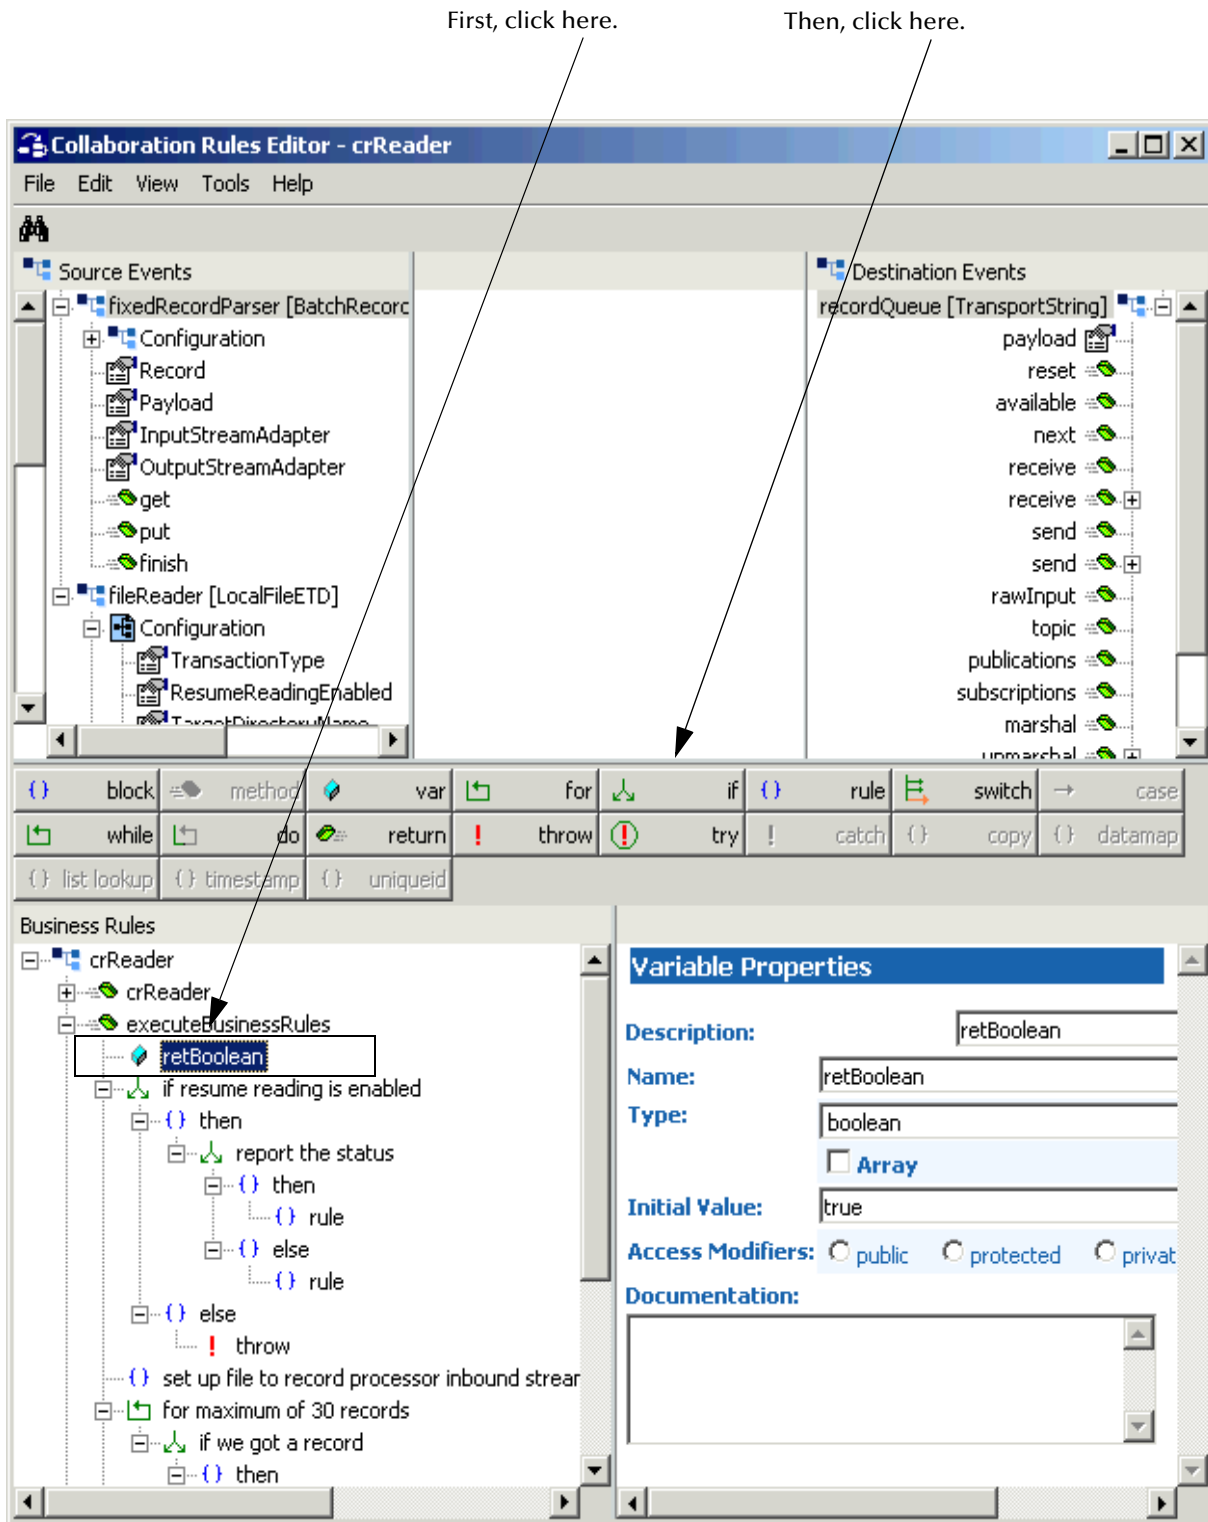 First, click here.
Then, click here.
Collaboration Rules Editor - crReader
File Edit View Tools Help
Source Events
Destination Events
fixedRecordParser [BatchRecorc
recordQueue [TransportString]
Configuration
payload
Record
reset
Payload
available
InputStreamAdapter
next
OutputStreamAdapter
receive
get
receive
put
send
finish
send
fileReader [LocalFileETD]
rawInput
Configuration
topic
TransactionType
publications
ResumeReadingEnabled
subscriptions
TargetDirectoryName
marshal
unmarshal
block method var for if rule switch case
while do return throw try catch copy datamap
list lookup timestamp uniqueid
Business Rules
crReader
crReader
executeBusinessRules
retBoolean
if resume reading is enabled
then
report the status
then
rule
else
rule
else
throw
set up file to record processor inbound strear
for maximum of 30 records
if we got a record
then
Variable Properties
Description: retBoolean
Name: retBoolean
Type: boolean
Array
Initial Value: true
Access Modifiers: public protected privat
Documentation: